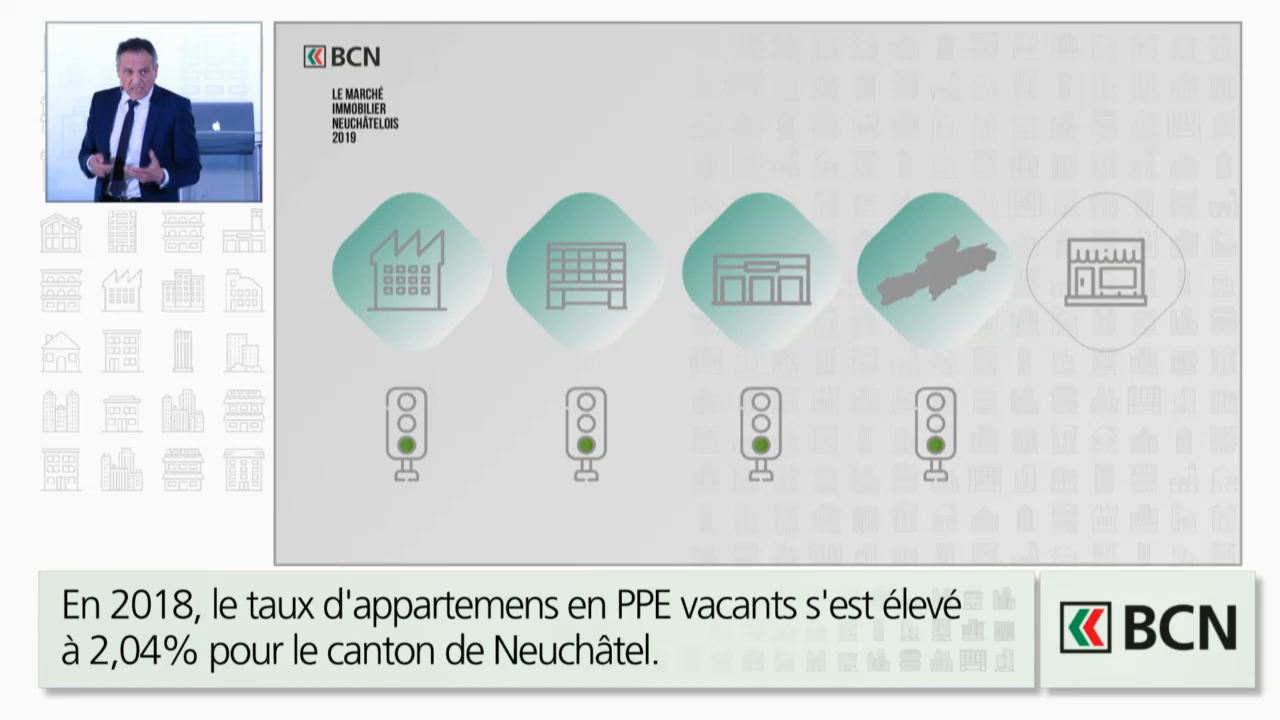 BCN
LE MARCHÉ
IMMOBILIER
NEUCHÂTELOIS
2019
En 2018, le taux d'appartemens en PPE vacants s'est élevé
à 2,04% pour le canton de Neuchâtel.
BCN